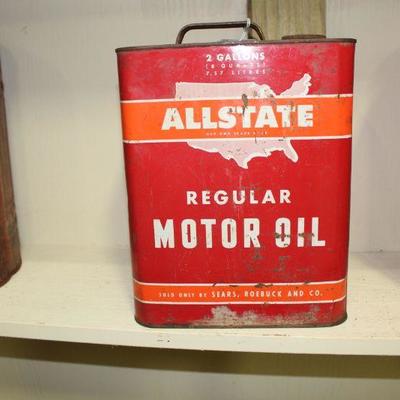 2 GALLONS
(8 QUARTS)
7.57 LITRES
ALLSTATE
REGULAR
MOTOR OIL
SOLD ONLY BY SEARS, ROEBUCK AND CO.